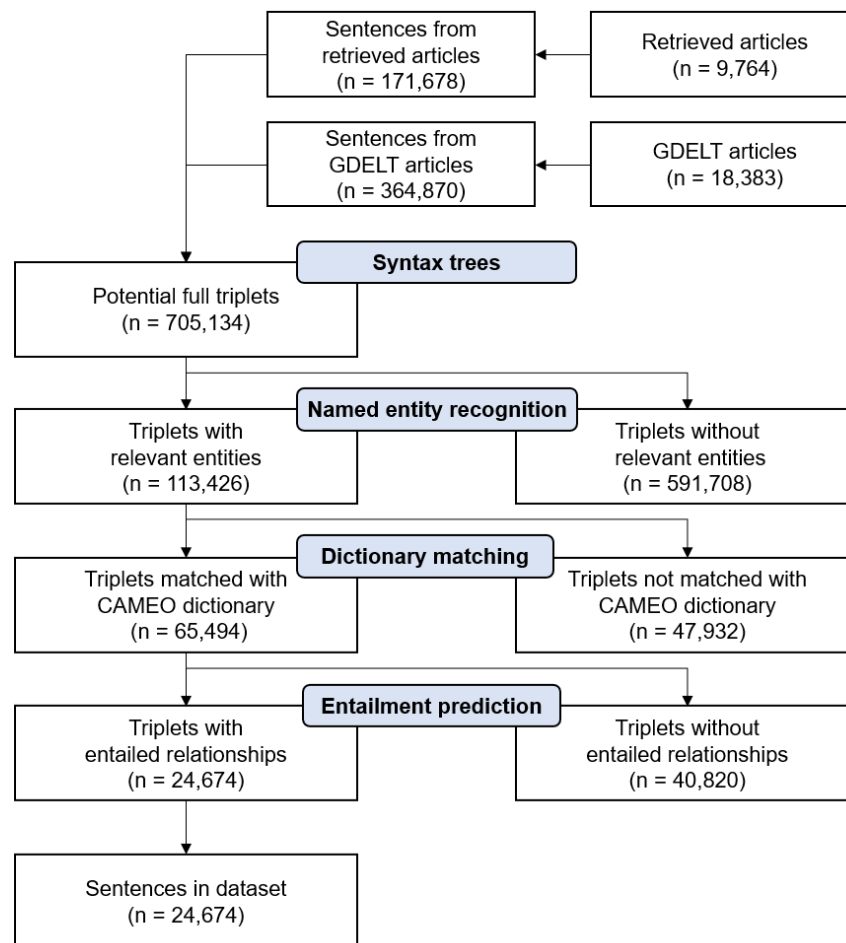 Sentences from
retrieved articles
(n = 171,678)
Retrieved articles
(n = 9,764)
Sentences from
GDELT articles
(n = 364,870)
GDELT articles
(n = 18,383)
Syntax trees
Potential full triplets
(n = 705,134)
Named entity recognition
Triplets with
relevant entities
(n = 113,426)
Triplets without
relevant entities
(n = 591,708)
Dictionary matching
Triplets matched with
CAMEO dictionary
(n = 65,494)
Triplets not matched with
CAMEO dictionary
(n = 47,932)
Entailment prediction
Triplets with
entailed relationships
(n = 24,674)
Triplets without
entailed relationships
(n = 40,820)
Sentences in dataset
(n = 24,674)